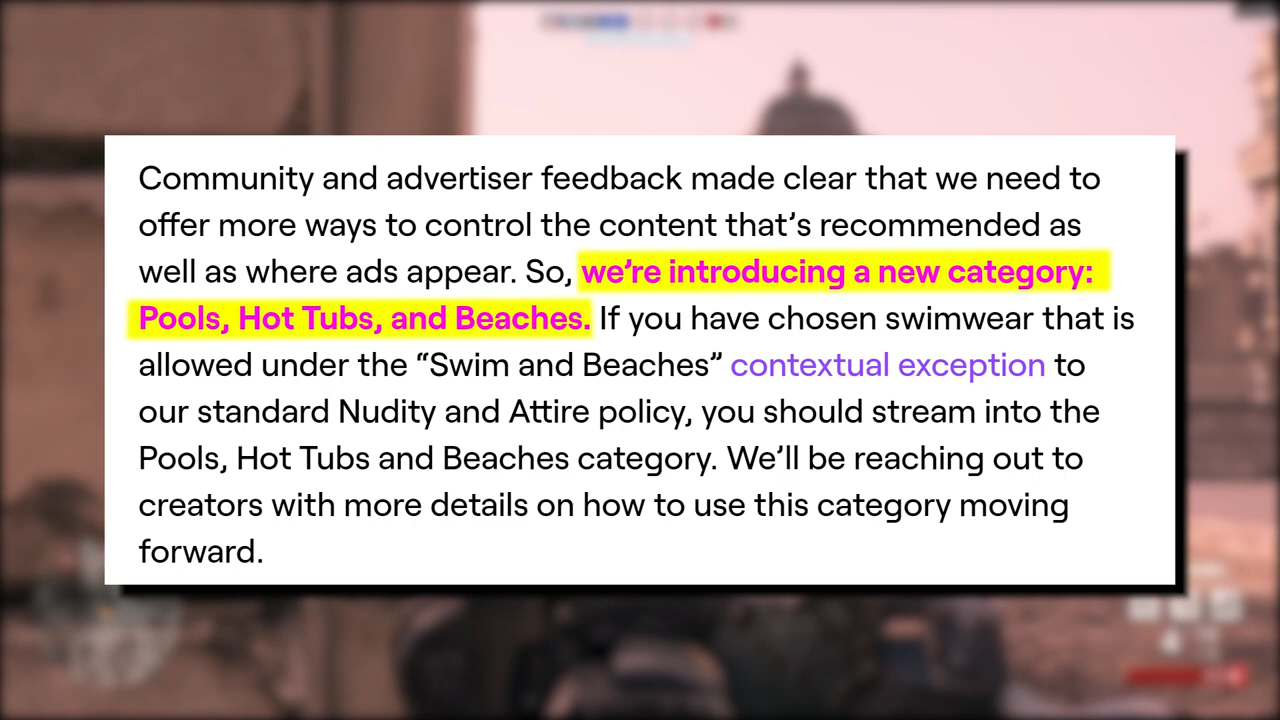 Community and advertiser feedback made clear that we need to
offer more ways to control the content that’s recommended as
well as where ads appear. So, we’re introducing a new category:
Pools, Hot Tubs, and Beaches. If you have chosen swimwear that is
allowed under the “Swim and Beaches” contextual exception to
our standard Nudity and Attire policy, you should stream into the
Pools, Hot Tubs and Beaches category. We’ll be reaching out to
creators with more details on how to use this category moving
forward.